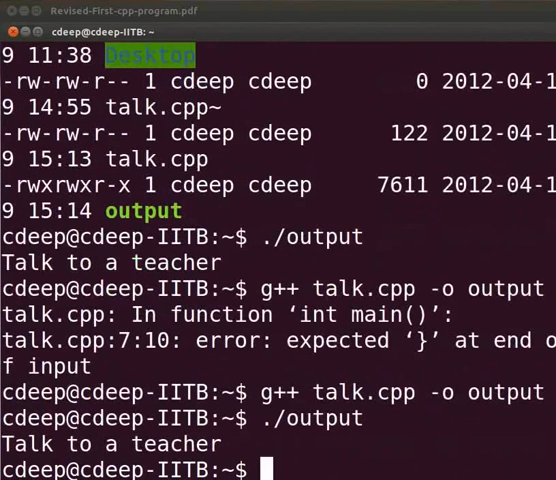 Revised-First-cpp-program.pdf
cdeep@cdeep-IITB: ~
9 11:38 Desktop
-rw-rw-r-- 1 cdeep cdeep 0 2012-04-1
9 14:55 talk.cpp~
-rw-rw-r-- 1 cdeep cdeep 122 2012-04-1
9 15:13 talk.cpp
-rwxrwxr-x 1 cdeep cdeep 7611 2012-04-1
9 15:14 output
cdeep@cdeep-IITB:~$ ./output
Talk to a teacher
cdeep@cdeep-IITB:~$ g++ talk.cpp -o output
talk.cpp: In function ‘int main()’:
talk.cpp:7:10: error: expected ‘}’ at end o
f input
cdeep@cdeep-IITB:~$ g++ talk.cpp -o output
cdeep@cdeep-IITB:~$ ./output
Talk to a teacher
cdeep@cdeep-IITB:~$